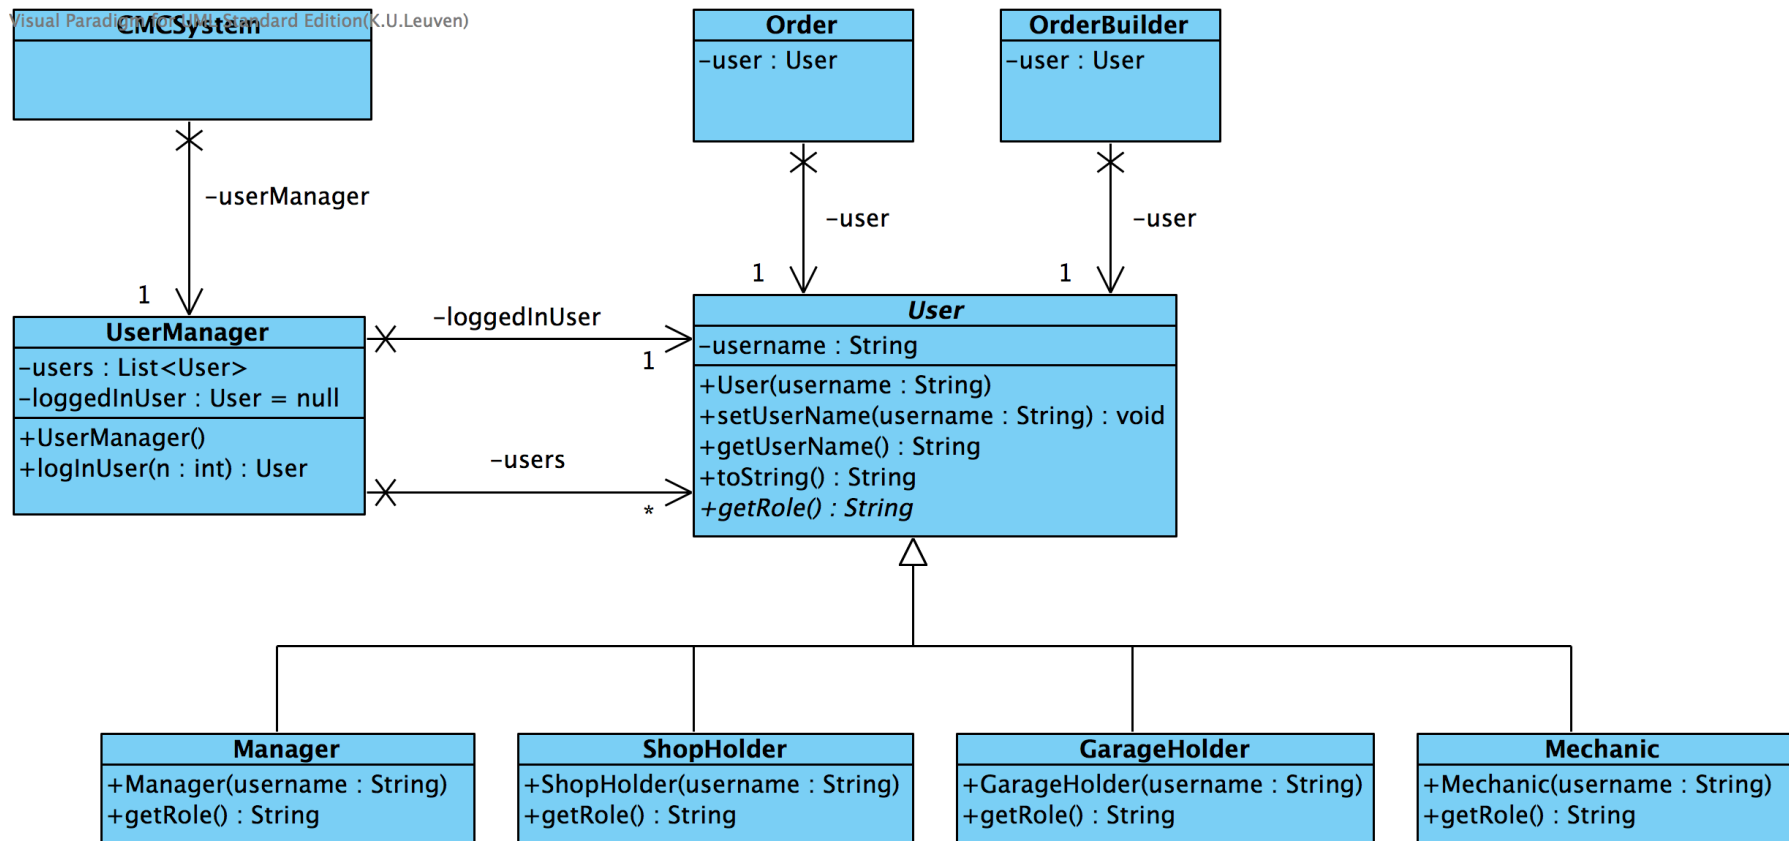 Visual Paradigm for UML Standard Edition(K.U.Leuven)
CMCSystem
Order
-user : User
OrderBuilder
-user : User
-userManager
1
-user
1
-user
1
UserManager
-users : List<User>
-loggedInUser : User = null
+UserManager()
+logInUser(n : int) : User
-loggedInUser
1
-users
*
User
-username : String
+User(username : String)
+setUserName(username : String) : void
+getUserName() : String
+toString() : String
+getRole() : String
Manager
+Manager(username : String)
+getRole() : String
ShopHolder
+ShopHolder(username : String)
+getRole() : String
GarageHolder
+GarageHolder(username : String)
+getRole() : String
Mechanic
+Mechanic(username : String)
+getRole() : String